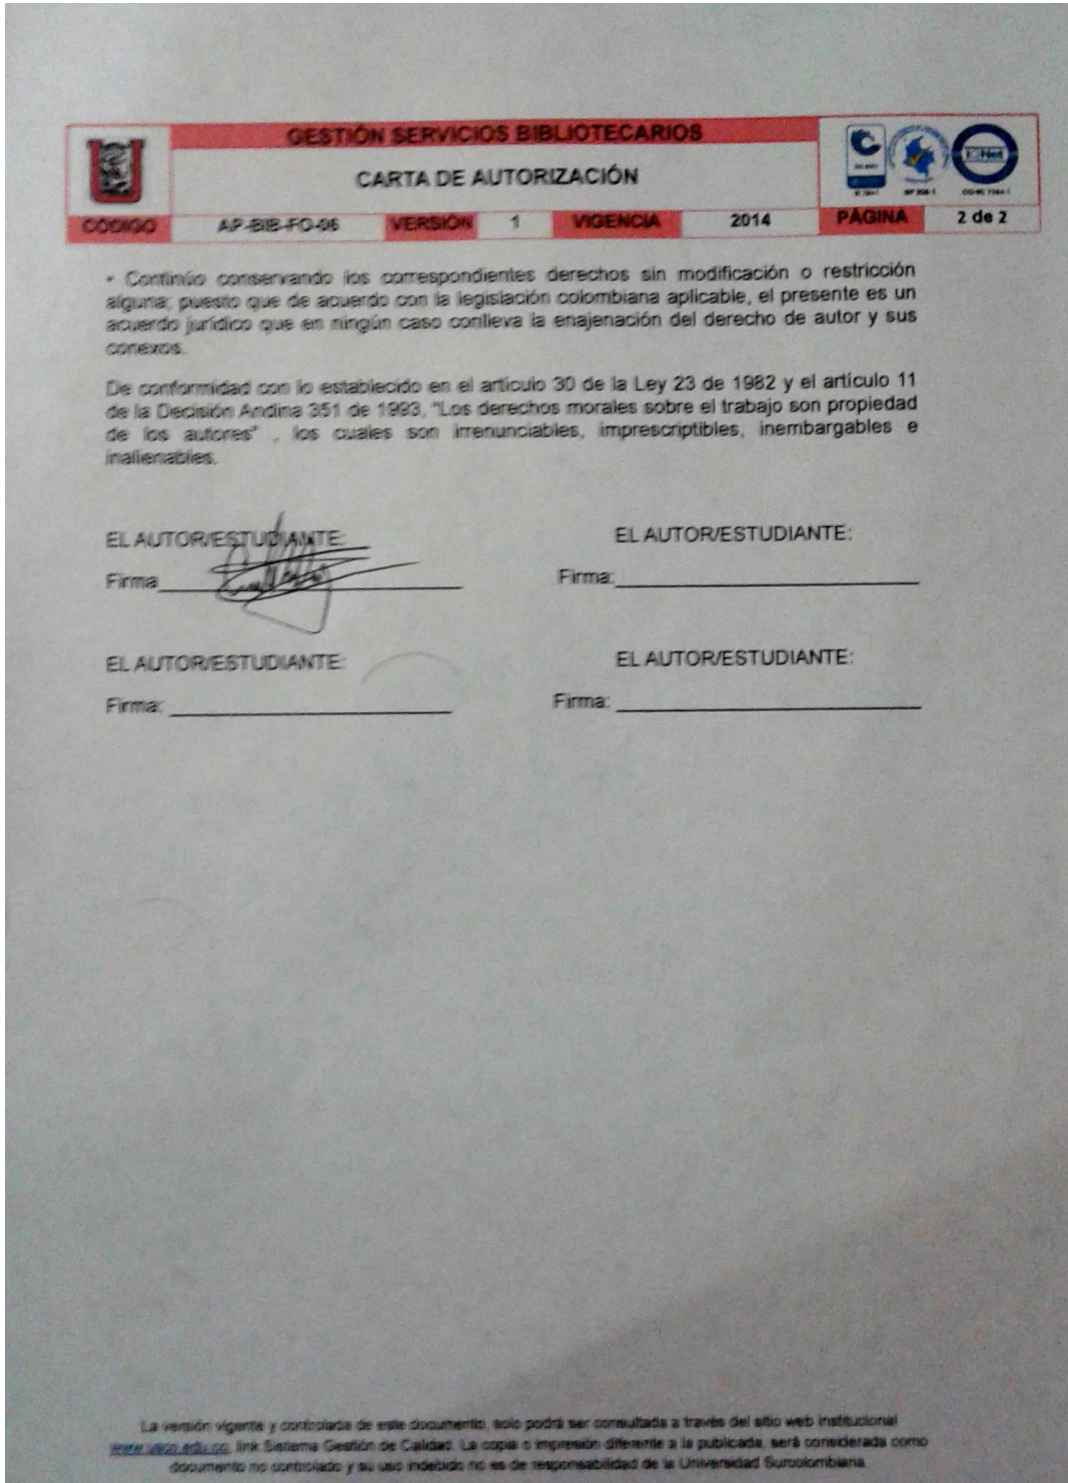 GESTIÓN SERVICIOS BIBLIOTECARIOS
CARTA DE AUTORIZACIÓN
CÓDIGO AP-BIB-FO-06 VERSIÓN 1 VIGENCIA 2014 PÁGINA 2 de 2
• Continúo conservando los correspondientes derechos sin modificación o restricción
alguna; puesto que de acuerdo con la legislación colombiana aplicable, el presente es un
acuerdo jurídico que en ningún caso conlleva la enajenación del derecho de autor y sus
conexos.
De conformidad con lo establecido en el artículo 30 de la Ley 23 de 1982 y el artículo 11
de la Decisión Andina 351 de 1993, "Los derechos morales sobre el trabajo son propiedad
de los autores" , los cuales son irrenunciables, imprescriptibles, inembargables e
inalienables.
EL AUTOR/ESTUDIANTE: EL AUTOR/ESTUDIANTE:
Firma Firma:
EL AUTOR/ESTUDIANTE: EL AUTOR/ESTUDIANTE:
Firma: Firma:
La versión vigente y controlada de este documento, solo podrá ser consultada a través del sitio web Institucional
www.usco.edu.co, link Sistema Gestión de Calidad. La copia o impresión diferente a la publicada, será considerada como
documento no controlado y su uso indebido no es de responsabilidad de la Universidad Surcolombiana.